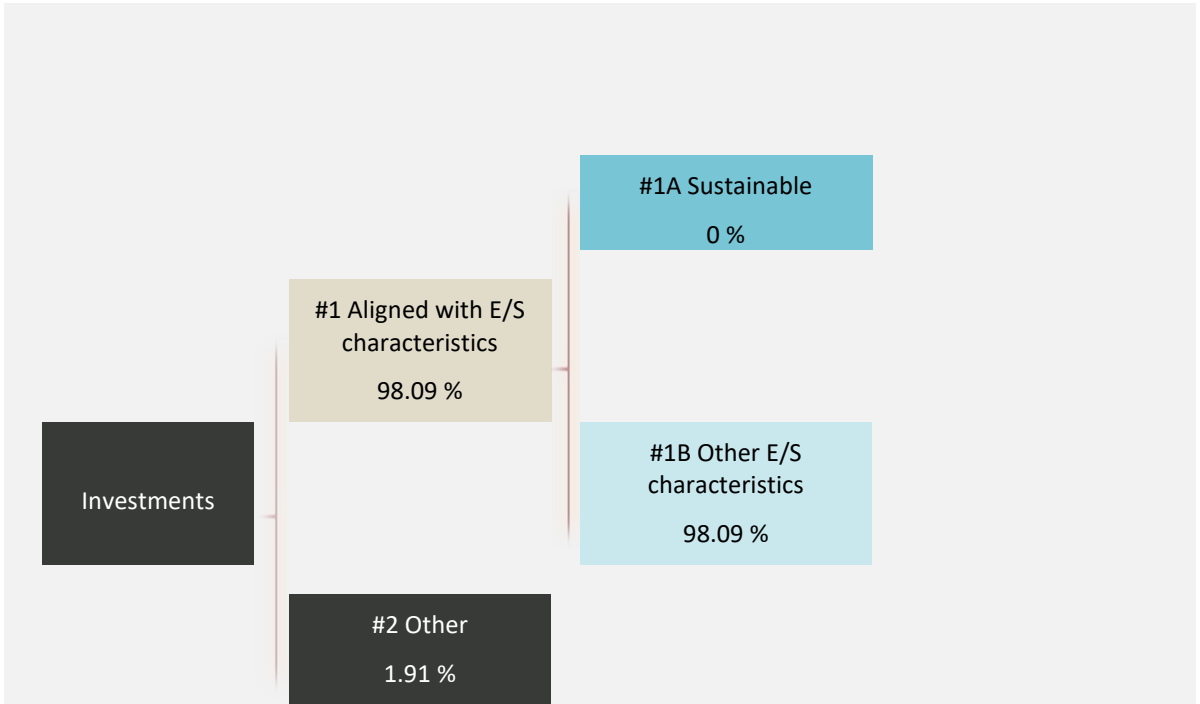 #1A Sustainable
0 %
#1 Aligned with E/S
characteristics
98.09 %
#1B Other E/S
characteristics
98.09 %
Investments
#2 Other
1.91 %